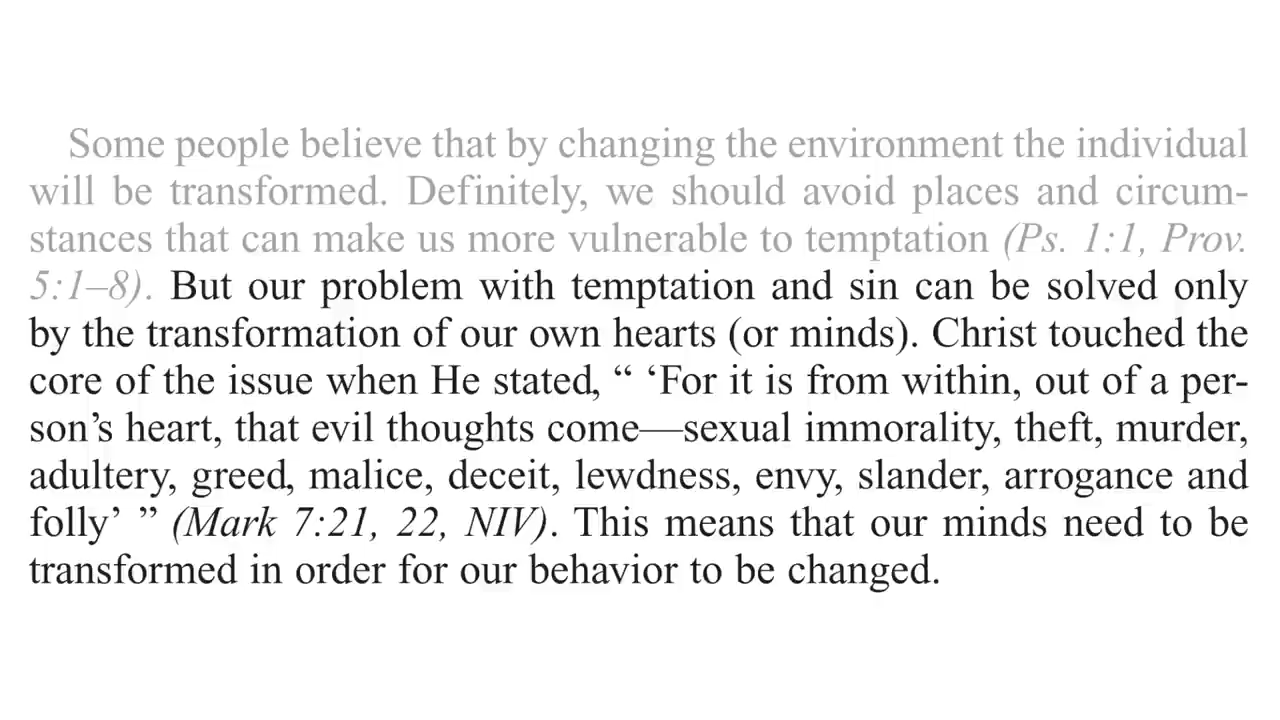 Some people believe that by changing the environment the individual
will be transformed. Definitely, we should avoid places and circum-
stances that can make us more vulnerable to temptation (Ps. 1:1, Prov.
5:1–8). But our problem with temptation and sin can be solved only
by the transformation of our own hearts (or minds). Christ touched the
core of the issue when He stated, “ ‘For it is from within, out of a per-
son’s heart, that evil thoughts come—sexual immorality, theft, murder,
adultery, greed, malice, deceit, lewdness, envy, slander, arrogance and
folly’ ” (Mark 7:21, 22, NIV). This means that our minds need to be
transformed in order for our behavior to be changed.